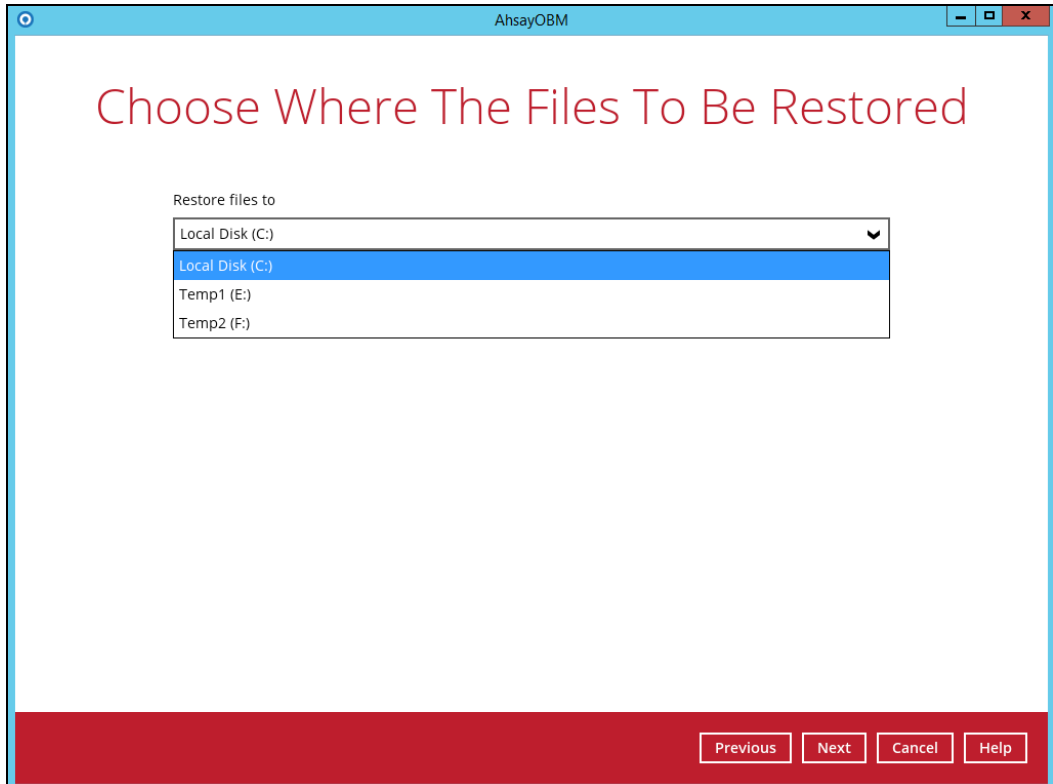 AhsayOBM
Choose Where The Files To Be Restored
Restore files to
Local Disk (C:)
Local Disk (C:)
Temp1 (E:)
Temp2 (F:)
Previous Next Cancel Help